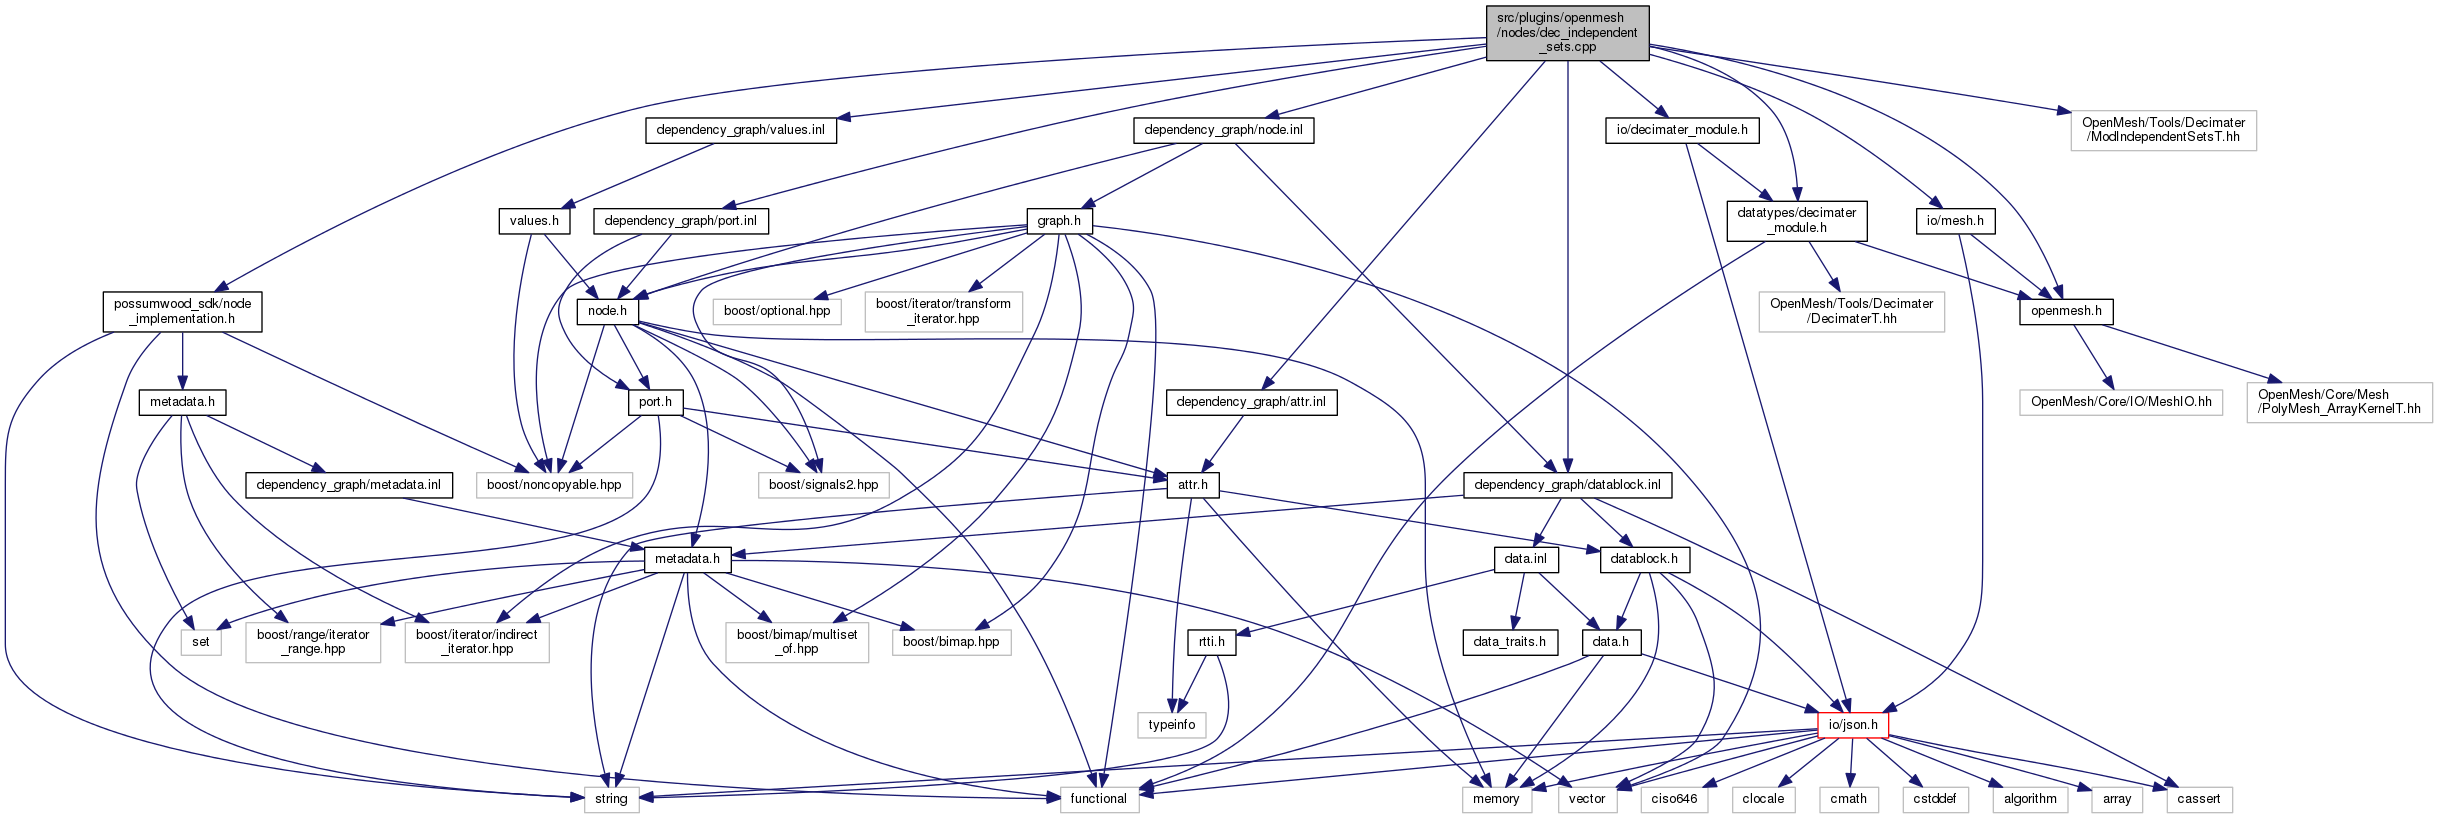 src/plugins/openmesh
/nodes/dec_independent
_sets.cpp
dependency_graph/values.inl
dependency_graph/node.inl
io/decimater_module.h
OpenMesh/Tools/Decimater
/ModIndependentSetsT.hh
values.h
dependency_graph/port.inl
graph.h
datatypes/decimater
_module.h
io/mesh.h
possumwood_sdk/node
_implementation.h
node.h
boost/optional.hpp
boost/iterator/transform
_iterator.hpp
OpenMesh/Tools/Decimater
/DecimaterT.hh
openmesh.h
metadata.h
port.h
dependency_graph/attr.inl
OpenMesh/Core/IO/MeshIO.hh
OpenMesh/Core/Mesh
/PolyMesh_ArrayKernelT.hh
dependency_graph/metadata.inl
boost/noncopyable.hpp
boost/signals2.hpp
attr.h
dependency_graph/datablock.inl
metadata.h
data.inl
datablock.h
set
boost/range/iterator
_range.hpp
boost/iterator/indirect
_iterator.hpp
boost/bimap/multiset
_of.hpp
boost/bimap.hpp
rtti.h
data_traits.h
data.h
typeinfo
io/json.h
string
functional
memory
vector
ciso646
clocale
cmath
cstddef
algorithm
array
cassert